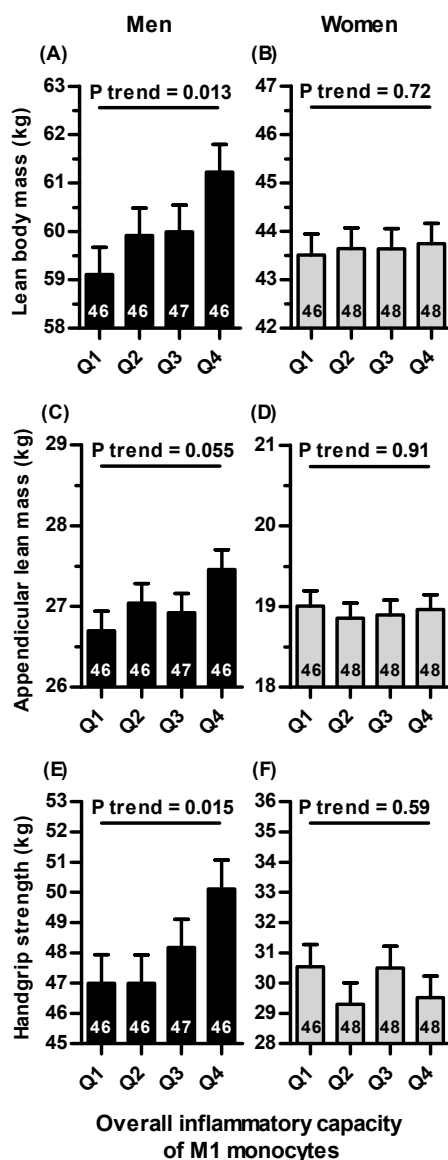 Men
Women
(A)
Lean body mass (kg)
P trend = 0.013
63
62
61
60
59
58
46
46
47
46
Q1
Q2
Q3
Q4
(B)
P trend = 0.72
47
46
45
44
43
42
46
48
48
48
Q1
Q2
Q3
Q4
(C)
Appendicular lean mass (kg)
P trend = 0.055
29
28
27
26
46
46
47
46
Q1
Q2
Q3
Q4
(D)
P trend = 0.91
21
20
19
18
46
48
48
48
Q1
Q2
Q3
Q4
(E)
Handgrip strength (kg)
P trend = 0.015
53
52
51
50
49
48
47
46
45
46
46
47
46
Q1
Q2
Q3
Q4
(F)
P trend = 0.59
36
35
34
33
32
31
30
29
28
46
48
48
48
Q1
Q2
Q3
Q4
Overall inflammatory capacity
of M1 monocytes